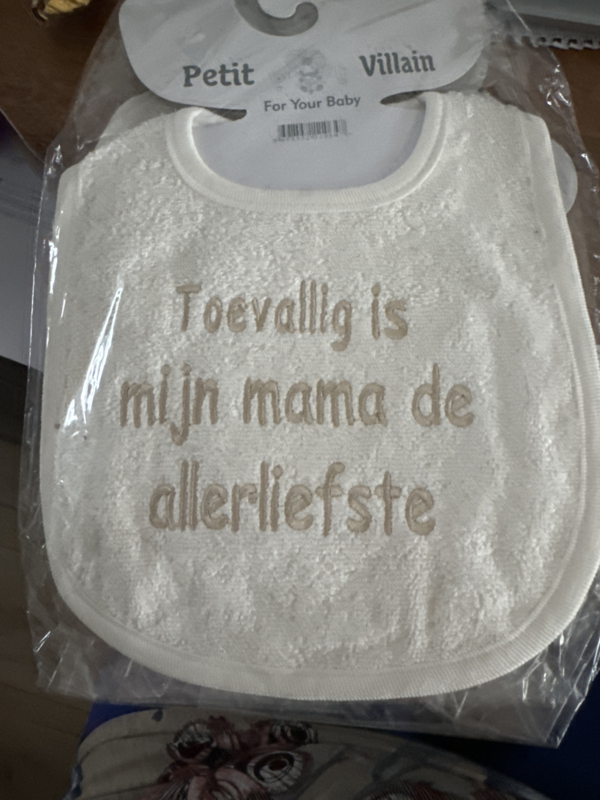 Petit Villain
For Your Baby
Toevallig is
mijn mama de
allerliefste